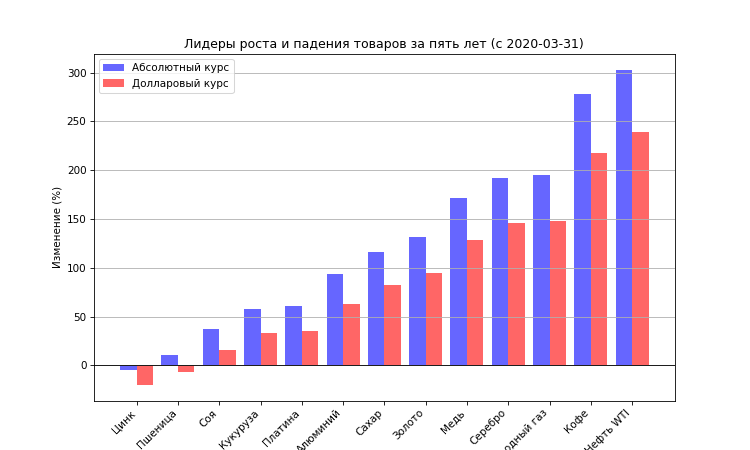 Лидеры роста и падения товаров за пять лет (с 2020-03-31)
Абсолютный курс
Долларовый курс
Изменение (%)
300
250
200
150
100
50
0
Цинк
Пшеница
Соя
Кукуруза
Платина
Алюминий
Сахар
Золото
Медь
Серебро
одный газ
Кофе
Нефть WTI